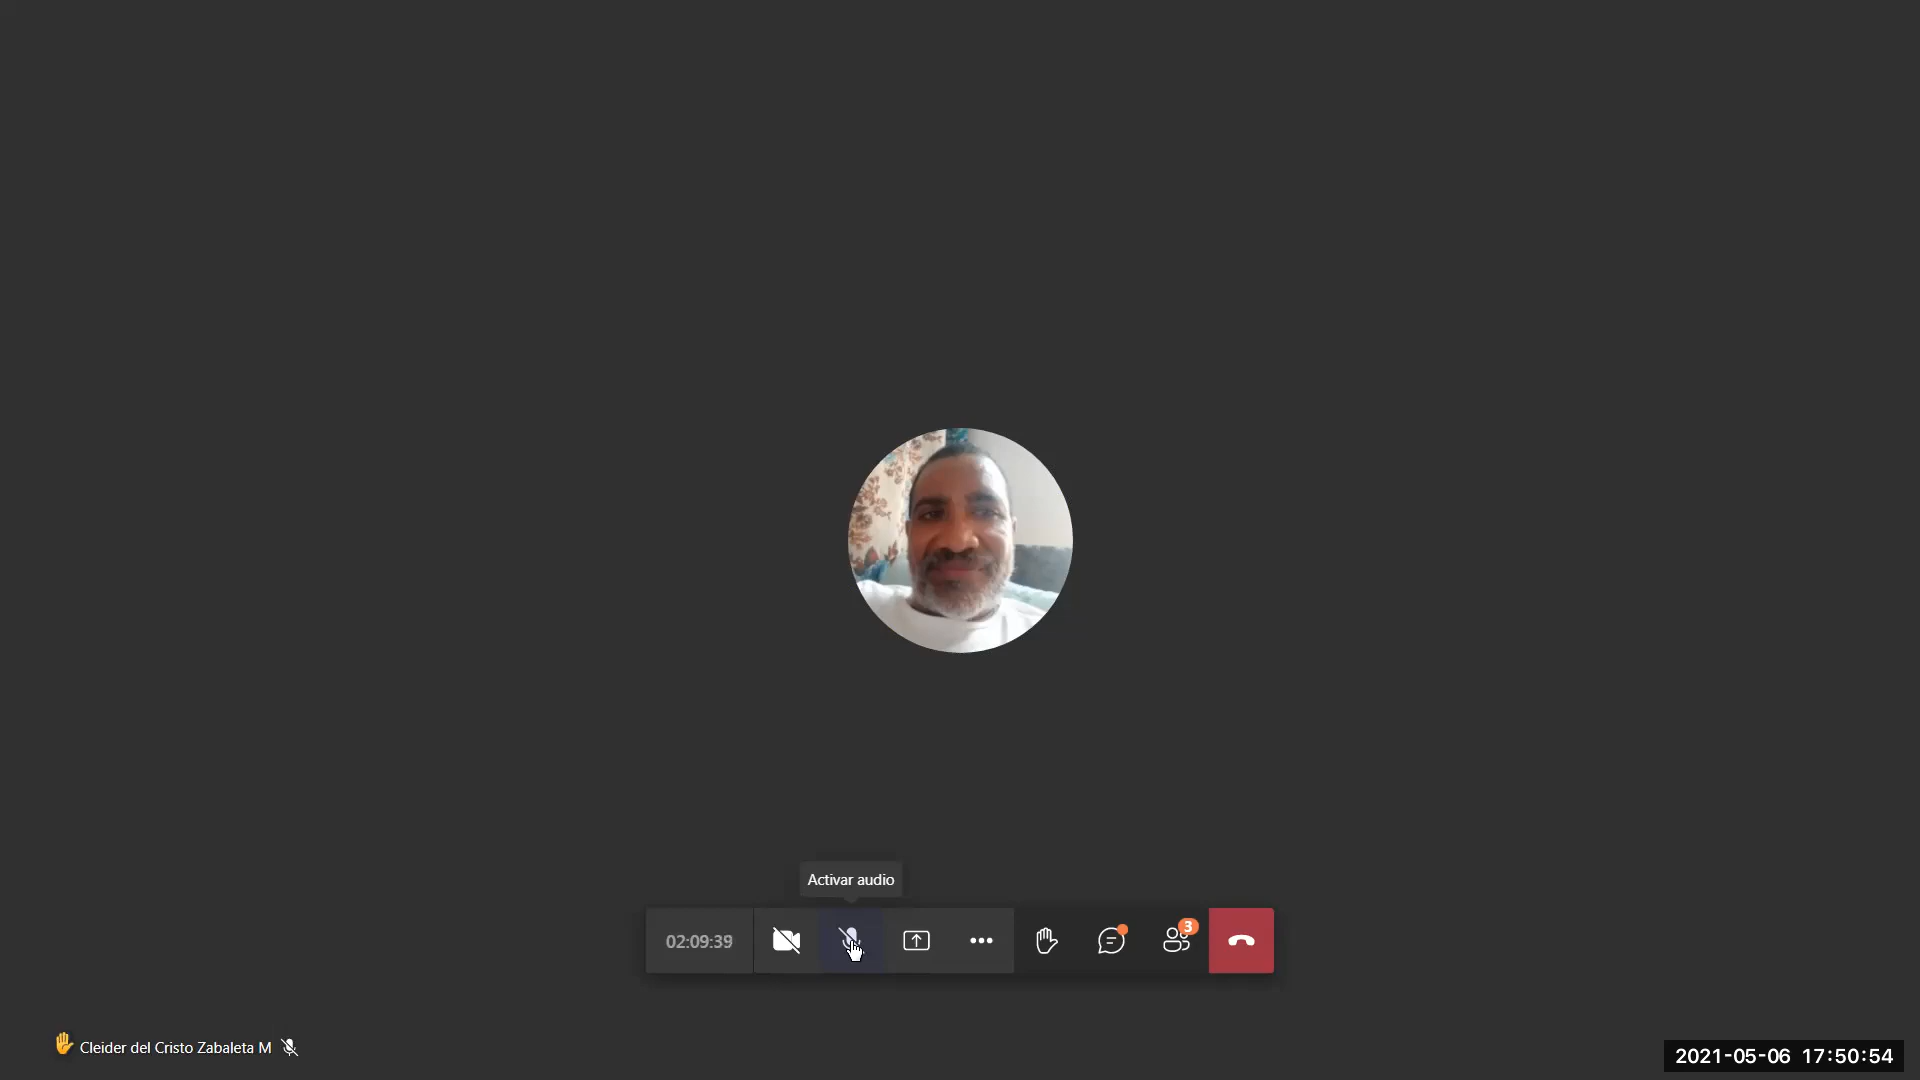 Activar audio
02:09:39
3
Cleider del Cristo Zabaleta M
2021-05-06 17:50:54